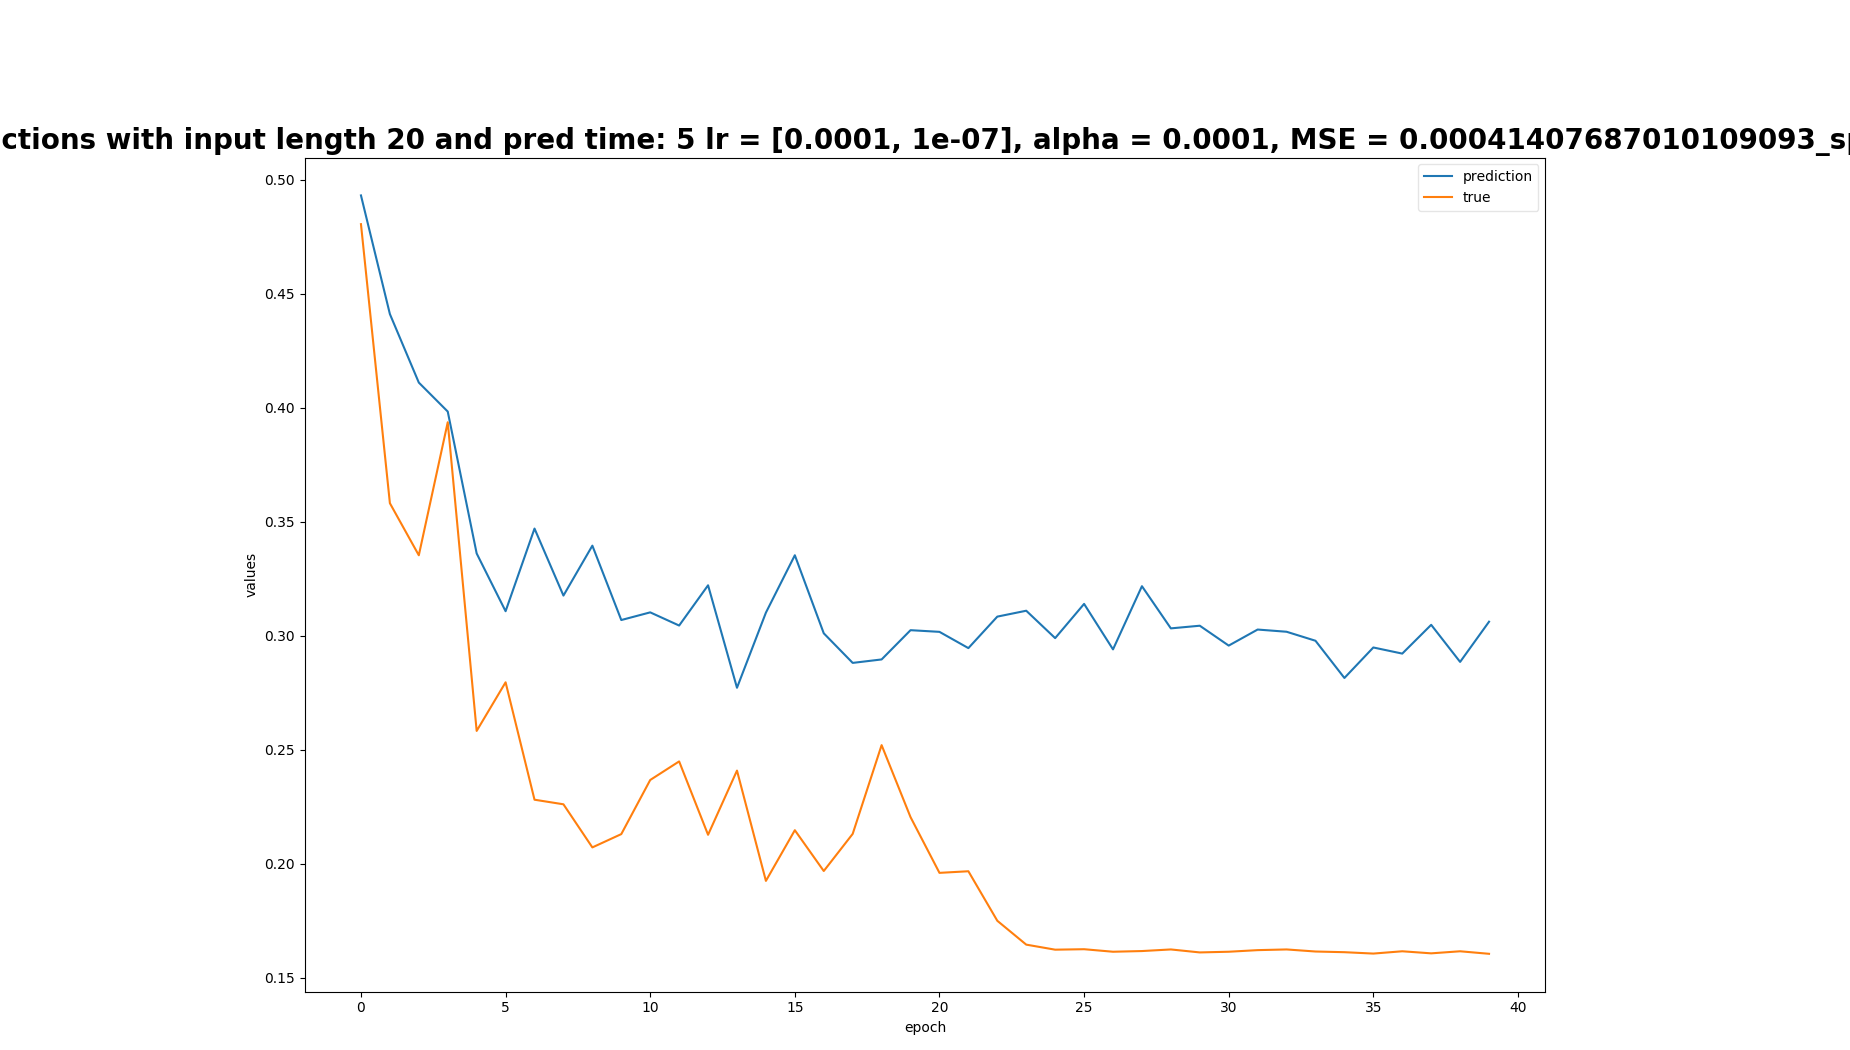 ctions with input length 20 and pred time: 5 lr = [0.0001, 1e-07], alpha = 0.0001, MSE = 0.00041407687010109093_sp
prediction
true
0.50
0.45
0.40
0.35
0.30
0.25
0.20
0.15
values
0 5 10 15 20 25 30 35 40
epoch